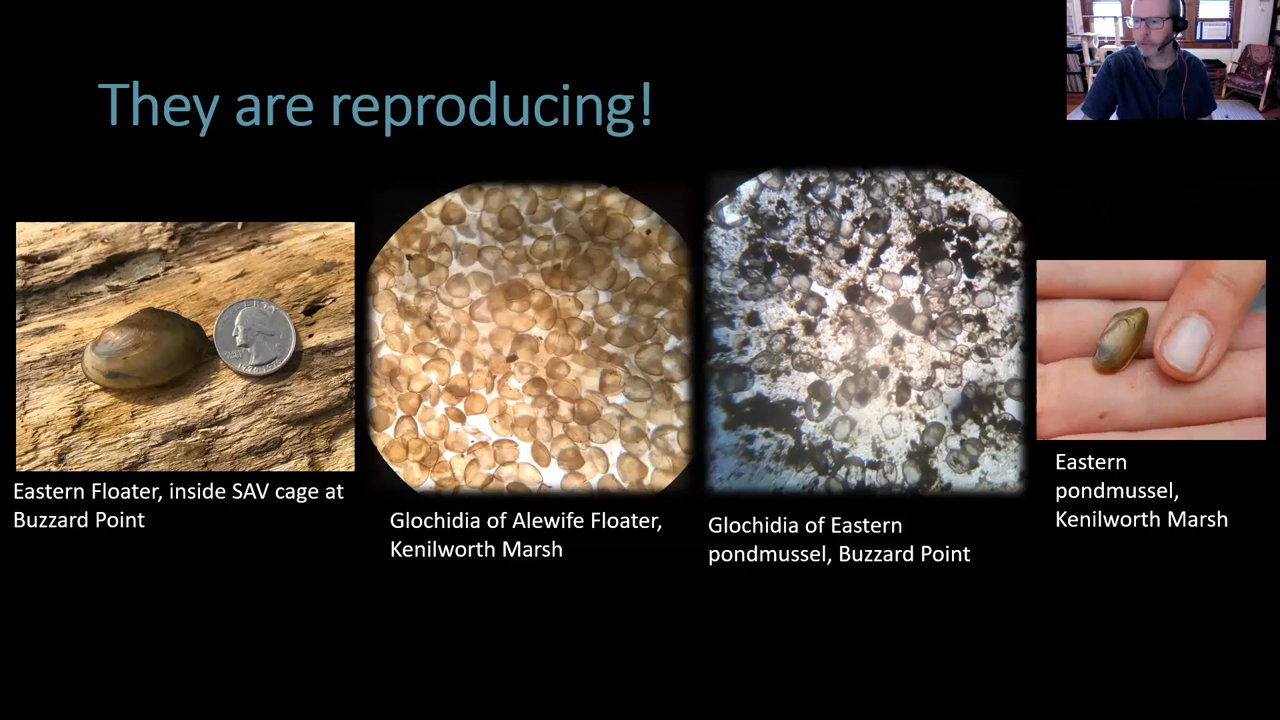 They are reproducing!
Eastern Floater, inside SAV cage at
Buzzard Point
Glochidia of Alewife Floater,
Kenilworth Marsh
Glochidia of Eastern
pondmussel, Buzzard Point
Eastern
pondmussel,
Kenilworth Marsh